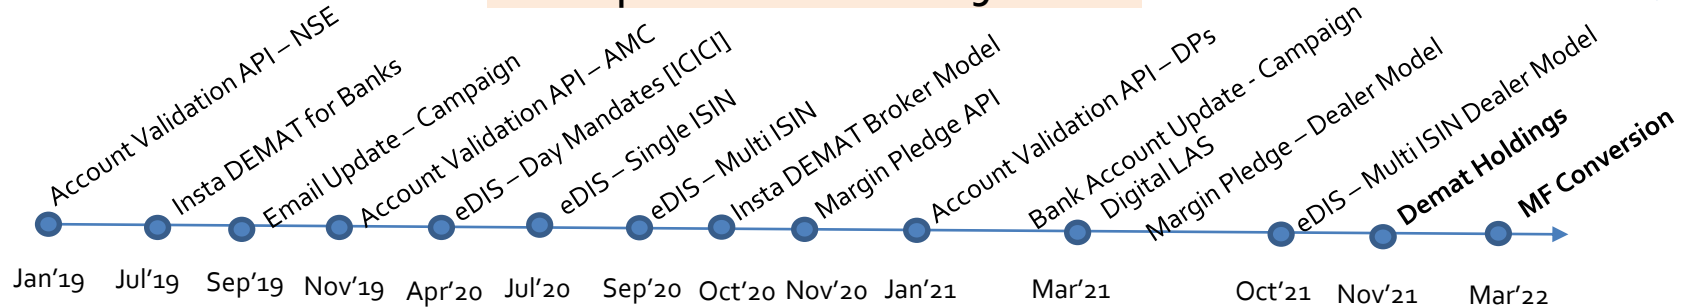 Account Validation API – NSE
Insta DEMAT for Banks
Email Update – Campaign
Account Validation API – AMC
eDIS – Day Mandates [ICICI]
eDIS – Single ISIN
eDIS – Multi ISIN
Insta DEMAT Broker Model
Margin Pledge API
Account Validation API – DPs
Bank Account Update - Campaign
Digital LAS
Margin Pledge – Dealer Model
eDIS – Multi ISIN Dealer Model
Demat Holdings
MF Conversion
Jan’19 Jul’19 Sep’19 Nov’19 Apr’20 Jul’20 Sep’20 Oct’20 Nov’20 Jan’21 Mar’21 Oct’21 Nov’21 Mar’22